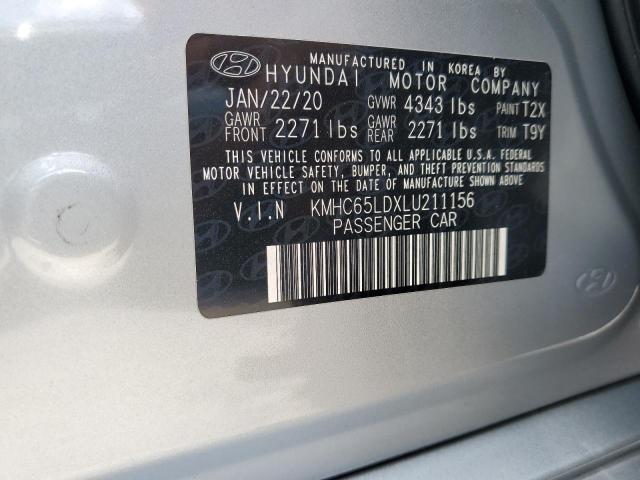 MANUFACTURED IN KOREA BY
HYUNDAI MOTOR COMPANY
JAN/22/20 GVWR 4343 lbs PAINT T2X
GAWR FRONT 2271 lbs GAWR REAR 2271 lbs TRIM T9Y
THIS VEHICLE CONFORMS TO ALL APPLICABLE U.S.A. FEDERAL
MOTOR VEHICLE SAFETY, BUMPER, AND THEFT PREVENTION STANDARDS
IN EFFECT ON THE DATE OF MANUFACTURE SHOWN ABOVE.
V.I.N KMHC65LDXLU211156
PASSENGER CAR